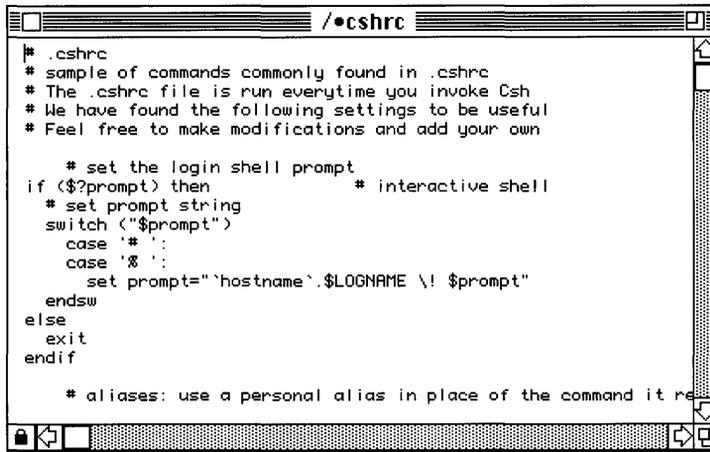 /•cshrc
# .cshrc
# sample of commands commonly found in .cshrc
# The .cshrc file is run everytime you invoke Csh
# We have found the following settings to be useful
# Feel free to make modifications and add your own
# set the login shell prompt
if ($?prompt) then # interactive shell
# set prompt string
switch ("$prompt")
case '# ':
case '% ':
set prompt="`hostname`.$LOGNAME \! $prompt"
endsw
else
exit
endif
# aliases: use a personal alias in place of the command it re